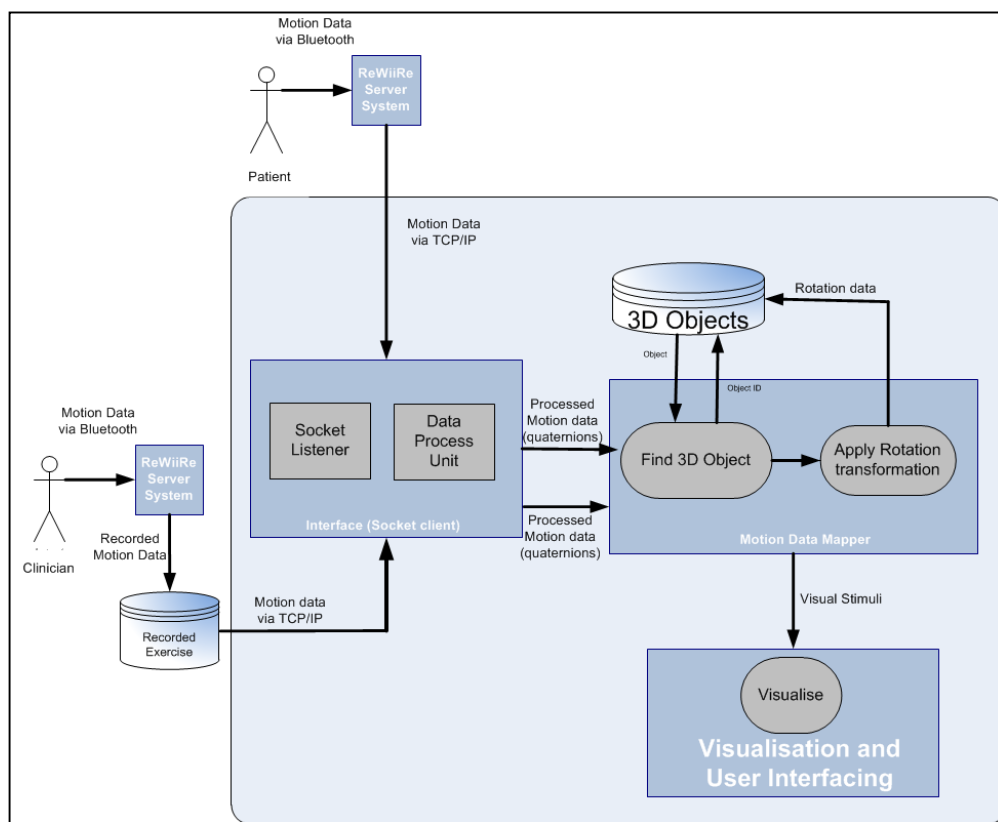 Motion Data
via Bluetooth
ReWiiRe
Server
System
Patient
Motion Data
via TCP/IP
3D Objects
Rotation data
Object
Object ID
Socket
Listener
Data
Process
Unit
Interface (Socket client)
Processed
Motion data
(quaternions)
Processed
Motion data
(quaternions)
Find 3D Object
Apply Rotation
transformation
Motion Data Mapper
Motion Data
via Bluetooth
ReWiiRe
Server
System
Clinician
Recorded
Motion Data
Recorded
Exercise
Motion data
via TCP/IP
Visual Stimuli
Visualise
Visualisation and
User Interfacing